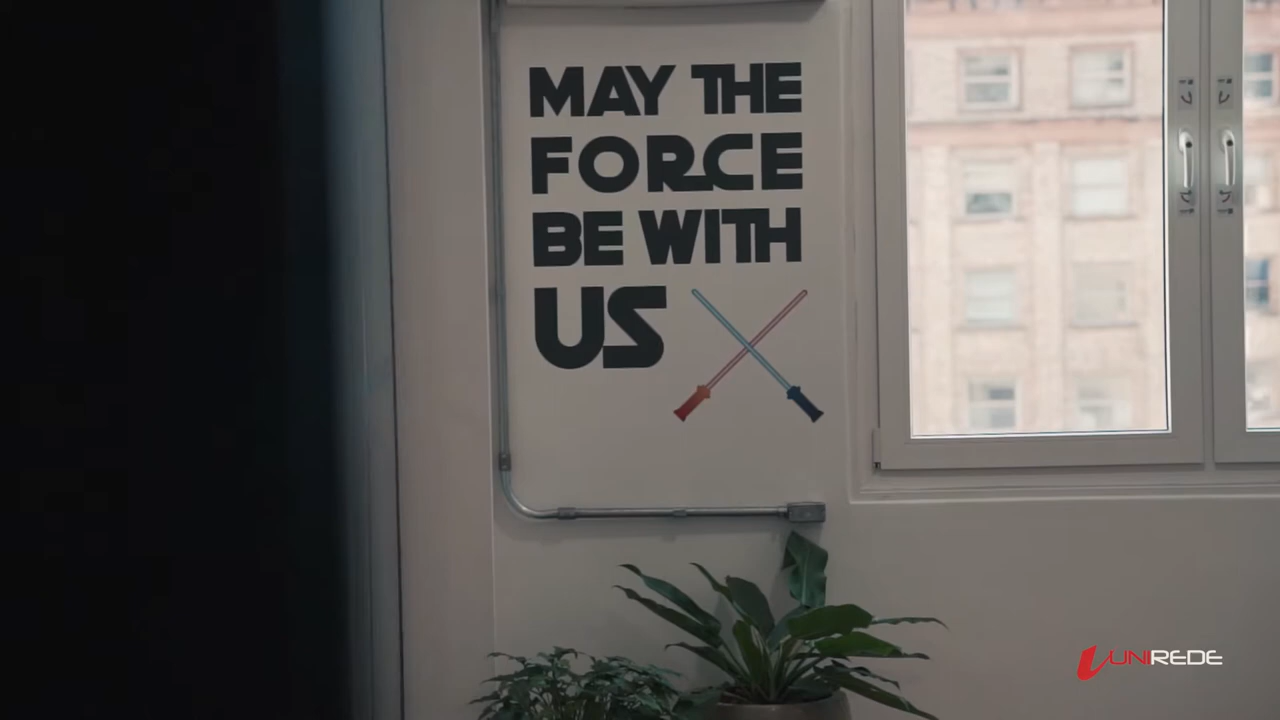 MAY THE
FORCE
BE WITH
US
UNIREDE